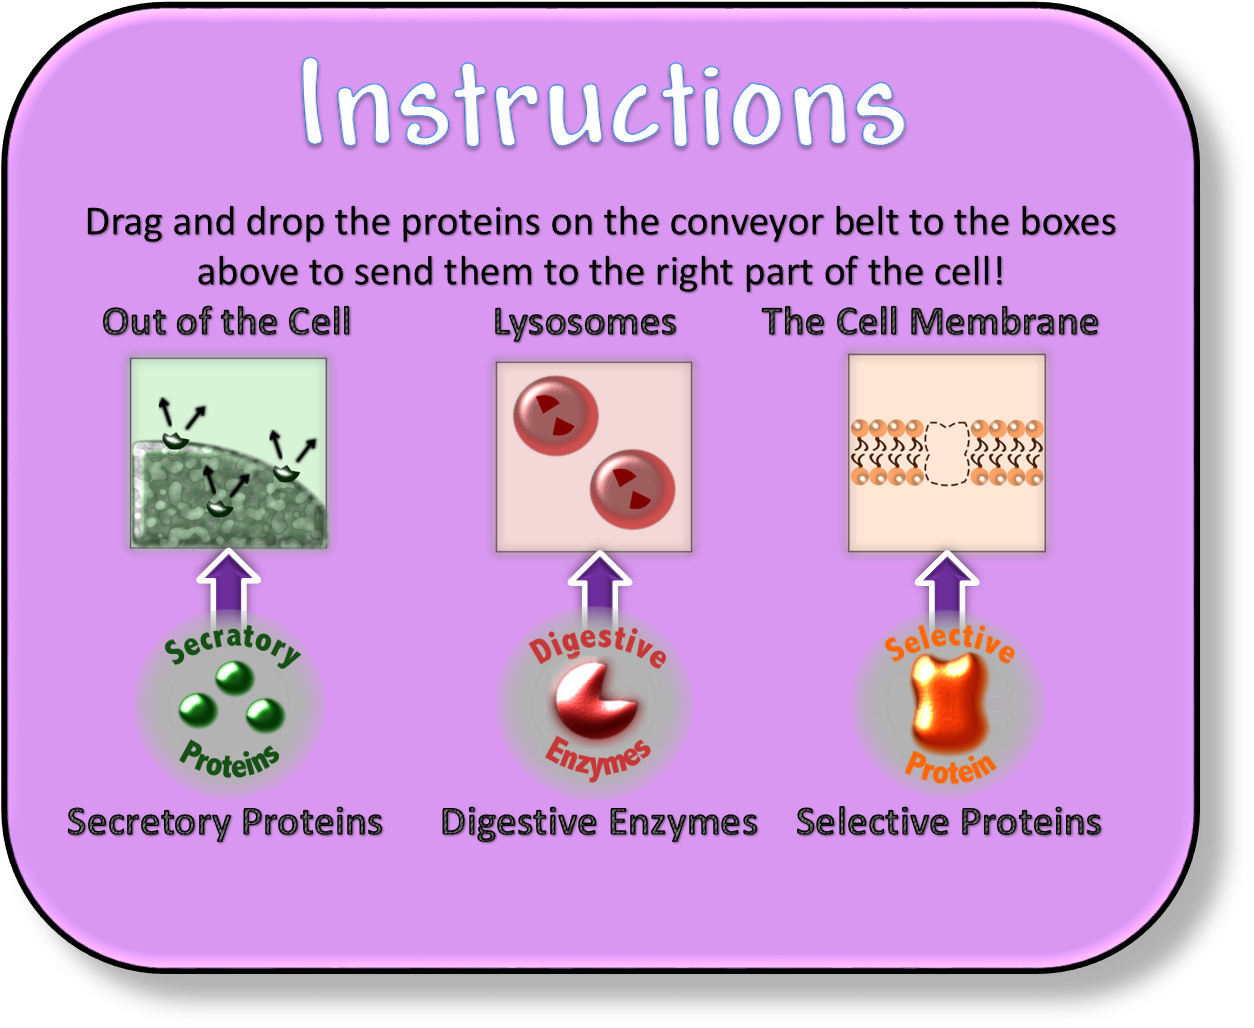 Instructions
Drag and drop the proteins on the conveyor belt to the boxes
above to send them to the right part of the cell!
Out of the Cell
Lysosomes
The Cell Membrane
Secratory
Proteins
Digestive
Enzymes
Selective
Protein
Secretory Proteins
Digestive Enzymes
Selective Proteins